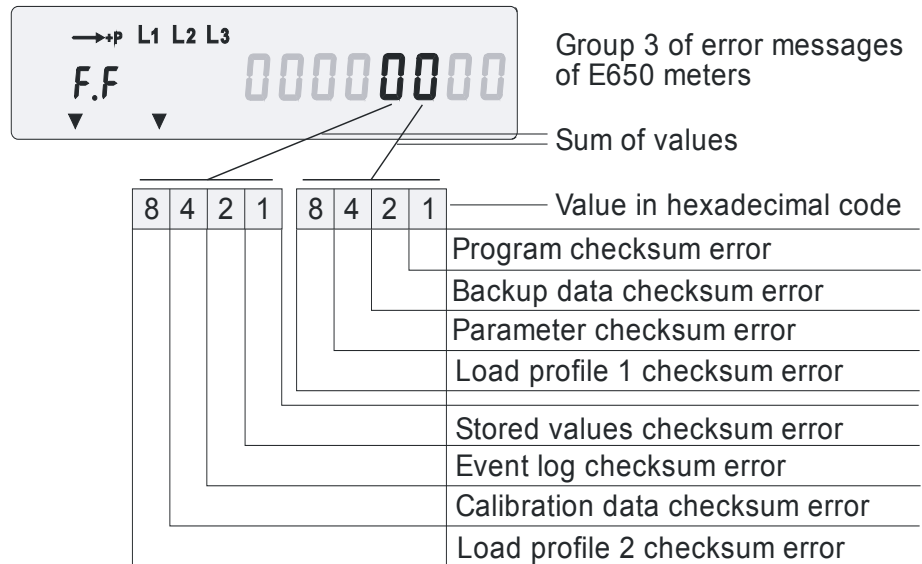 +P L1 L2 L3
F.F 00000000
Group 3 of error messages
of E650 meters
Sum of values
8 4 2 1 8 4 2 1
Value in hexadecimal code
Program checksum error
Backup data checksum error
Parameter checksum error
Load profile 1 checksum error
Stored values checksum error
Event log checksum error
Calibration data checksum error
Load profile 2 checksum error